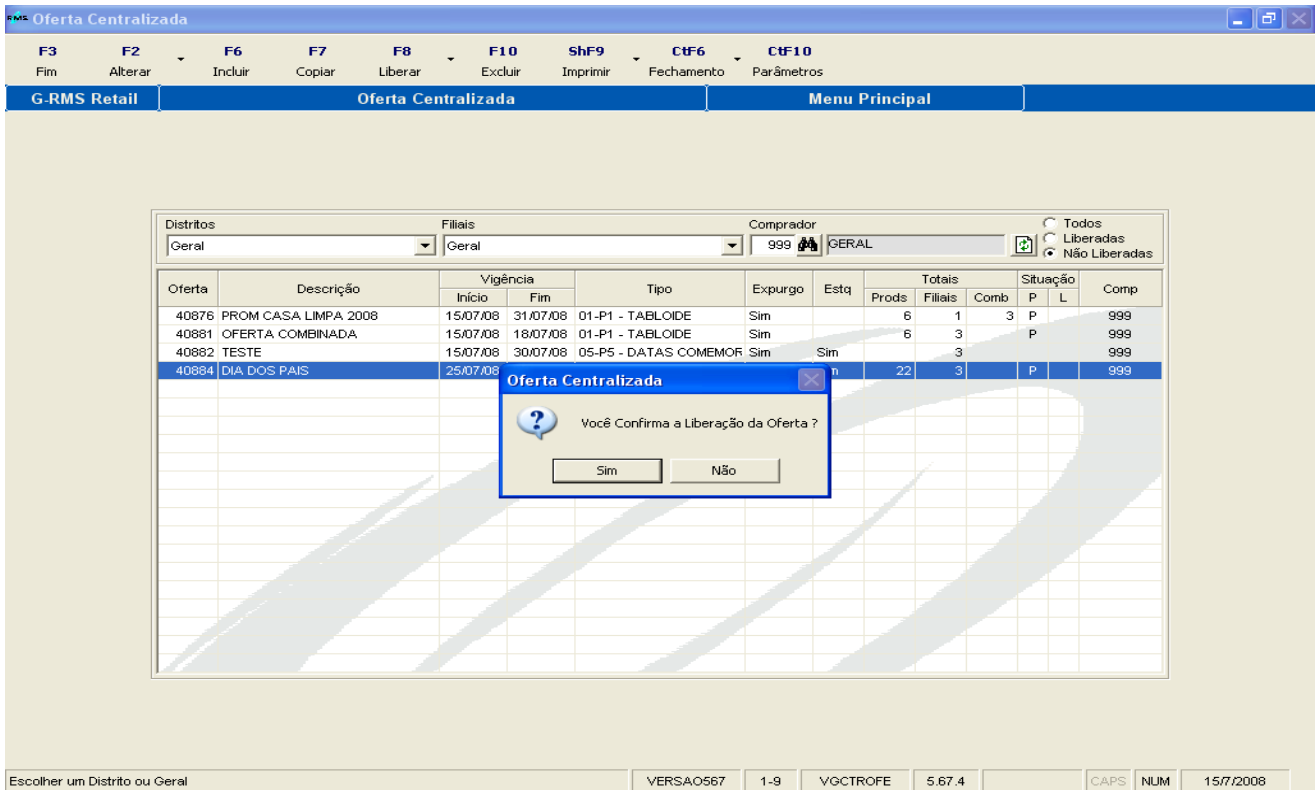 RMS Oferta Centralizada
F3 F2 F6 F7 F8 F10 ShF9 CtF6 CtF10
Fim Alterar Incluir Copiar Liberar Excluir Imprimir Fechamento Parâmetros
G-RMS Retail Oferta Centralizada Menu Principal
Distritos Filiais Comprador Todos
Geral Geral 999 GERAL Liberadas
Não Liberadas
Oferta Descrição Vigência Tipo Expurgo Estq Totais Situação Comp
Início Fim Prods Filiais Comb P L
40876 PROM CASA LIMPA 2008 15/07/08 31/07/08 01-P1 - TABLOIDE Sim 6 1 3 P 999
40881 OFERTA COMBINADA 15/07/08 18/07/08 01-P1 - TABLOIDE Sim 6 3 P 999
40882 TESTE 15/07/08 30/07/08 05-P5 - DATAS COMEMOR Sim Sim 3 999
40884 DIA DOS PAIS 25/07/08 22 3 P 999
Oferta Centralizada
Você Confirma a Liberação da Oferta ?
Sim Não
Escolher um Distrito ou Geral VERSAO567 1-9 VGCTROFE 5.67.4 CAPS NUM 15/7/2008